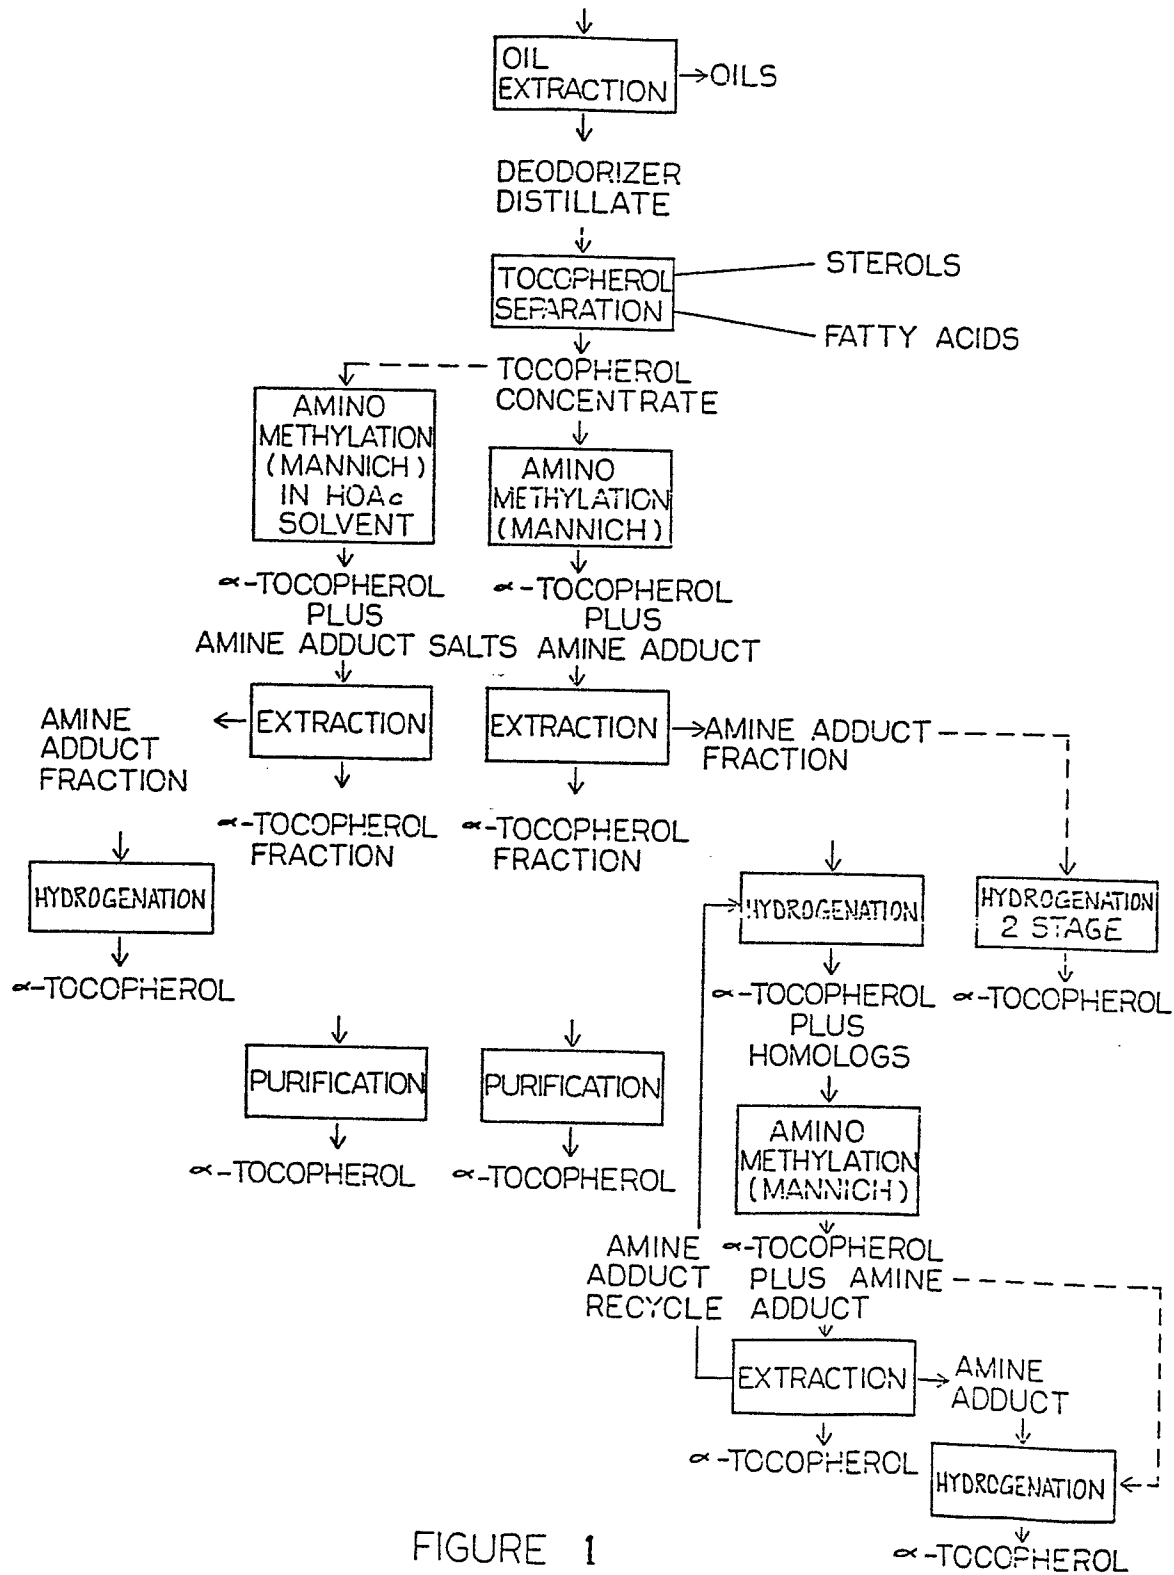 OIL
EXTRACTION
OILS
DEODORIZER
DISTILLATE
TOCOPHEROL
SEPARATION
STEROLS
FATTY ACIDS
TOCOPHEROL
CONCENTRATE
AMINO
METHYLATION
(MANNICH)
IN HOAc
SOLVENT
AMINO
METHYLATION
(MANNICH)
α-TOCOPHEROL
PLUS
AMINE ADDUCT SALTS
α-TOCOPHEROL
PLUS
AMINE ADDUCT
EXTRACTION
EXTRACTION
AMINE
ADDUCT
FRACTION
AMINE ADDUCT
FRACTION
α-TOCOPHEROL
FRACTION
α-TOCOPHEROL
FRACTION
HYDROGENATION
α-TOCOPHEROL
HYDROGENATION
HYDROGENATION
2 STAGE
α-TOCOPHEROL
PLUS
HOMOLOGS
α-TOCOPHEROL
PURIFICATION
α-TOCOPHEROL
PURIFICATION
α-TOCOPHEROL
AMINO
METHYLATION
(MANNICH)
AMINE
ADDUCT
RECYCLE
α-TOCOPHEROL
PLUS AMINE
ADDUCT
EXTRACTION
AMINE
ADDUCT
α-TOCOPHEROL
HYDROGENATION
α-TOCOPHEROL
FIGURE 1